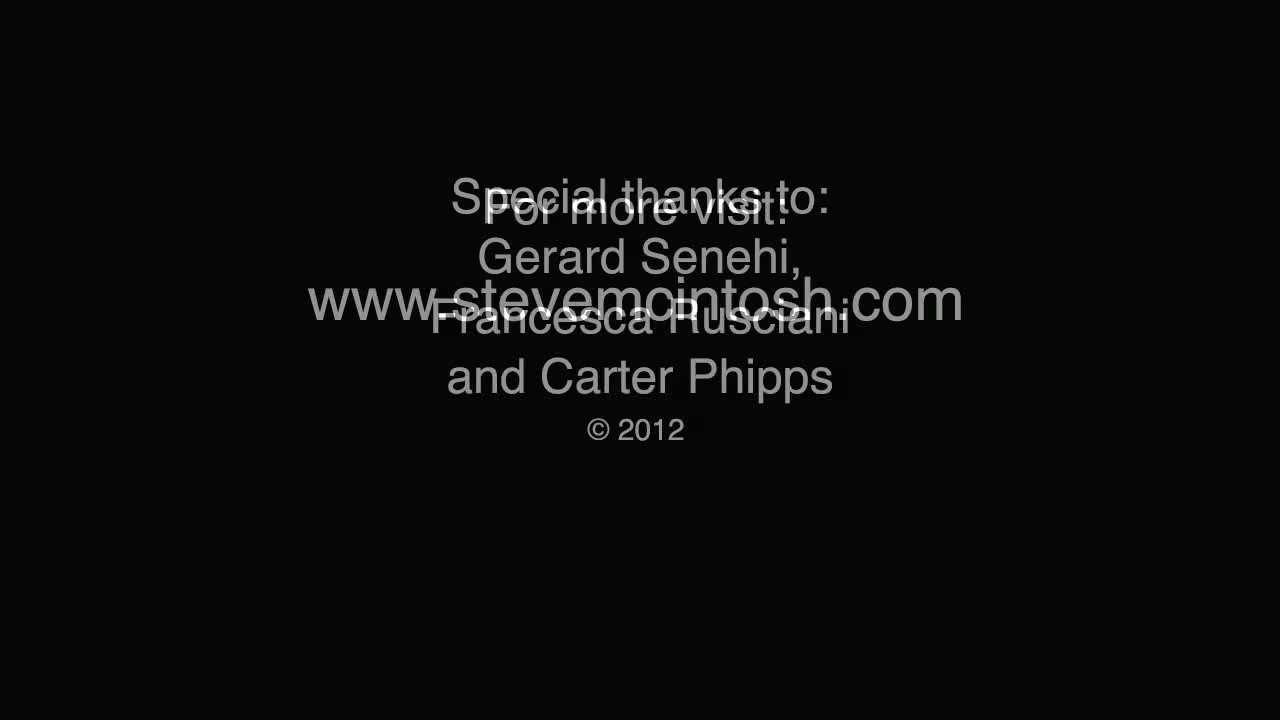 Special thanks to:
For more visit:
Gerard Senehi,
www.stevemcintosh.com
Francesca Rusciani
and Carter Phipps
© 2012